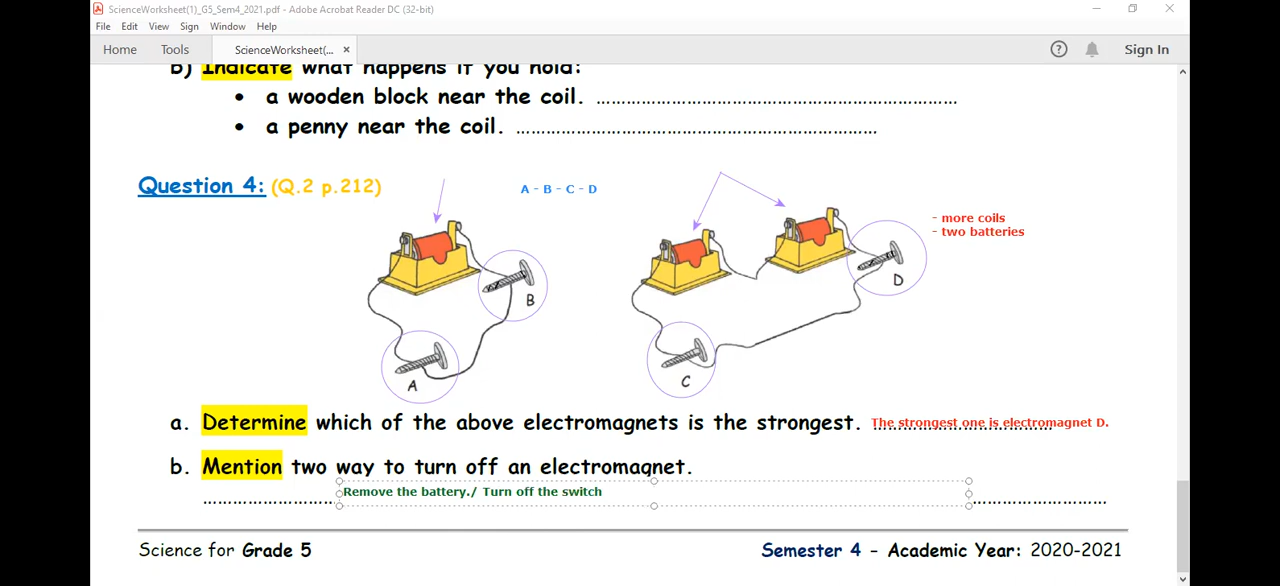 ScienceWorksheet(1)_G5_Sem4_2021.pdf - Adobe Acrobat Reader DC (32-bit)
File Edit View Sign Window Help
Home Tools ScienceWorksheet(... × Sign In
b) Indicate what happens if you hold:
• a wooden block near the coil. ........................................................................
• a penny near the coil. ........................................................................
Question 4: (Q.2 p.212)
A - B - C - D
- more coils
- two batteries
B
D
A
C
a. Determine which of the above electromagnets is the strongest. The strongest one is electromagnet D.
b. Mention two way to turn off an electromagnet.
Remove the battery./ Turn off the switch
Science for Grade 5
Semester 4 - Academic Year: 2020-2021